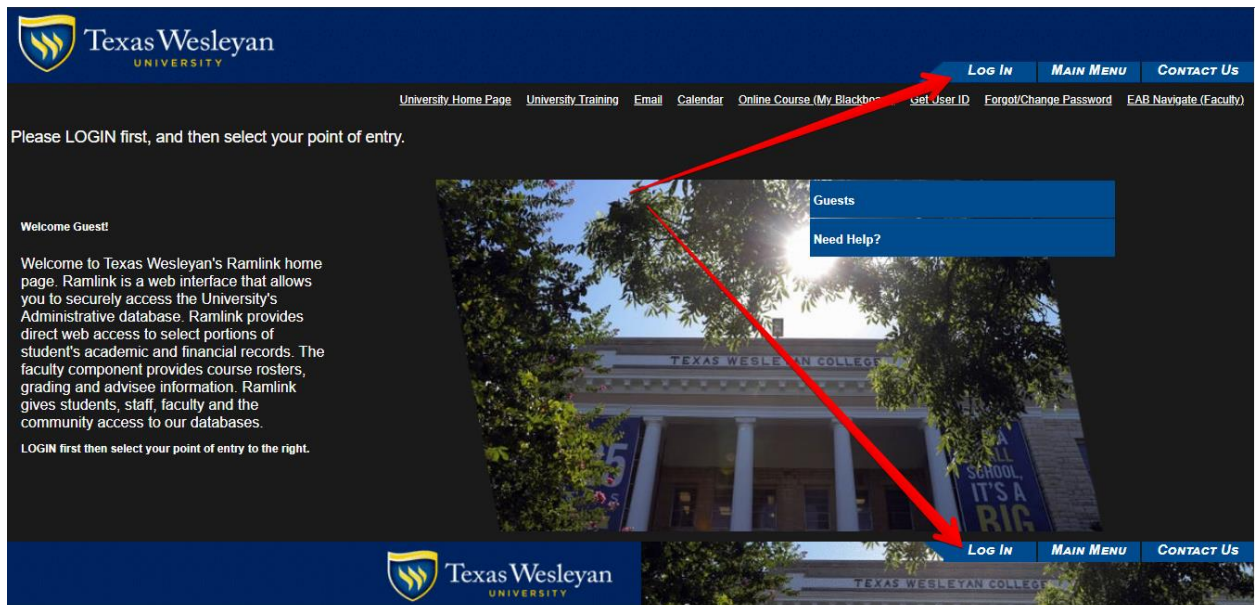 Texas Wesleyan
UNIVERSITY
LOG IN MAIN MENU CONTACT US
University Home Page University Training Email Calendar Online Course (My Blackboa Get User ID Forgot/Change Password EAB Navigate (Faculty)
Please LOGIN first, and then select your point of entry.
Guests
Need Help?
Welcome Guest!
Welcome to Texas Wesleyan's Ramlink home
page. Ramlink is a web interface that allows
you to securely access the University's
Administrative database. Ramlink provides
direct web access to select portions of
student's academic and financial records. The
faculty component provides course rosters,
grading and advisee information. Ramlink
gives students, staff, faculty and the
community access to our databases.
LOGIN first then select your point of entry to the right.
TEXAS WESLEYAN COLLEGE
A
ALL
SCHOOL,
IT'S A
BIG
LOG IN MAIN MENU CONTACT US
Texas Wesleyan
UNIVERSITY
TEXAS WESLEYAN COLLEGE